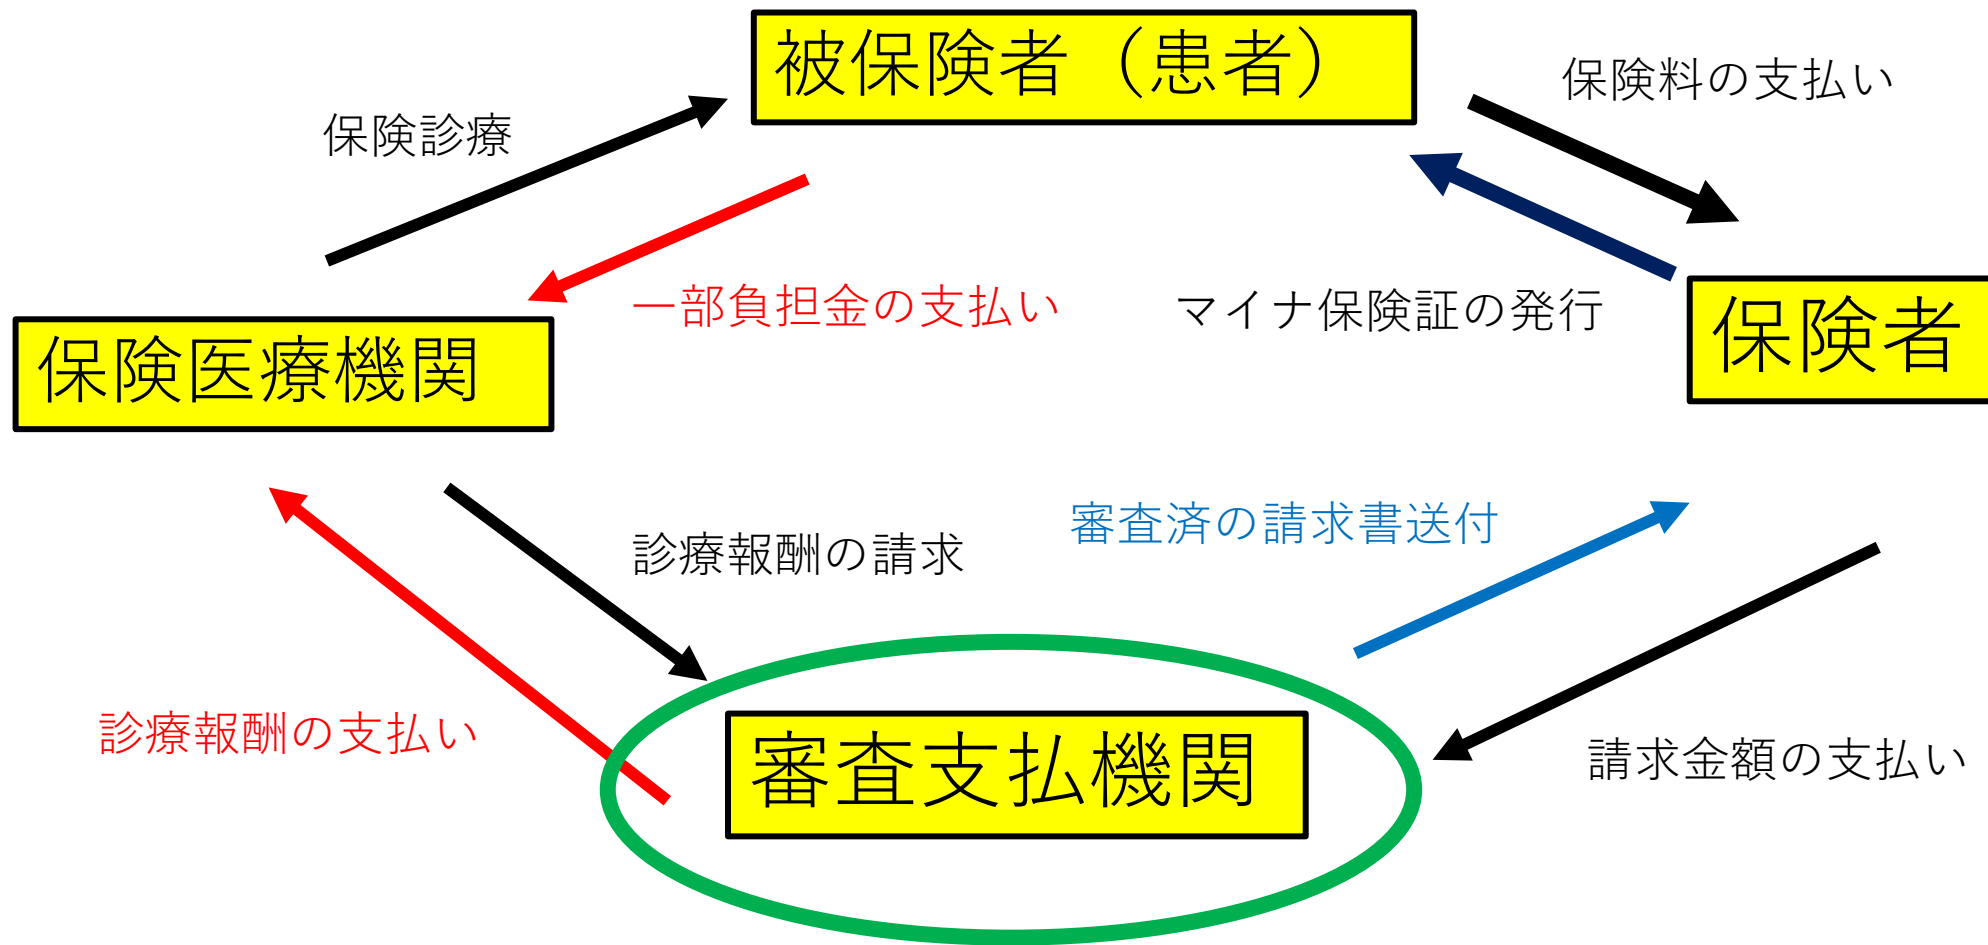 被保険者（患者）
保険料の支払い
保険診療
一部負担金の支払い
マイナ保険証の発行
保険者
保険医療機関
審査済の請求書送付
診療報酬の請求
診療報酬の支払い
審査支払機関
請求金額の支払い